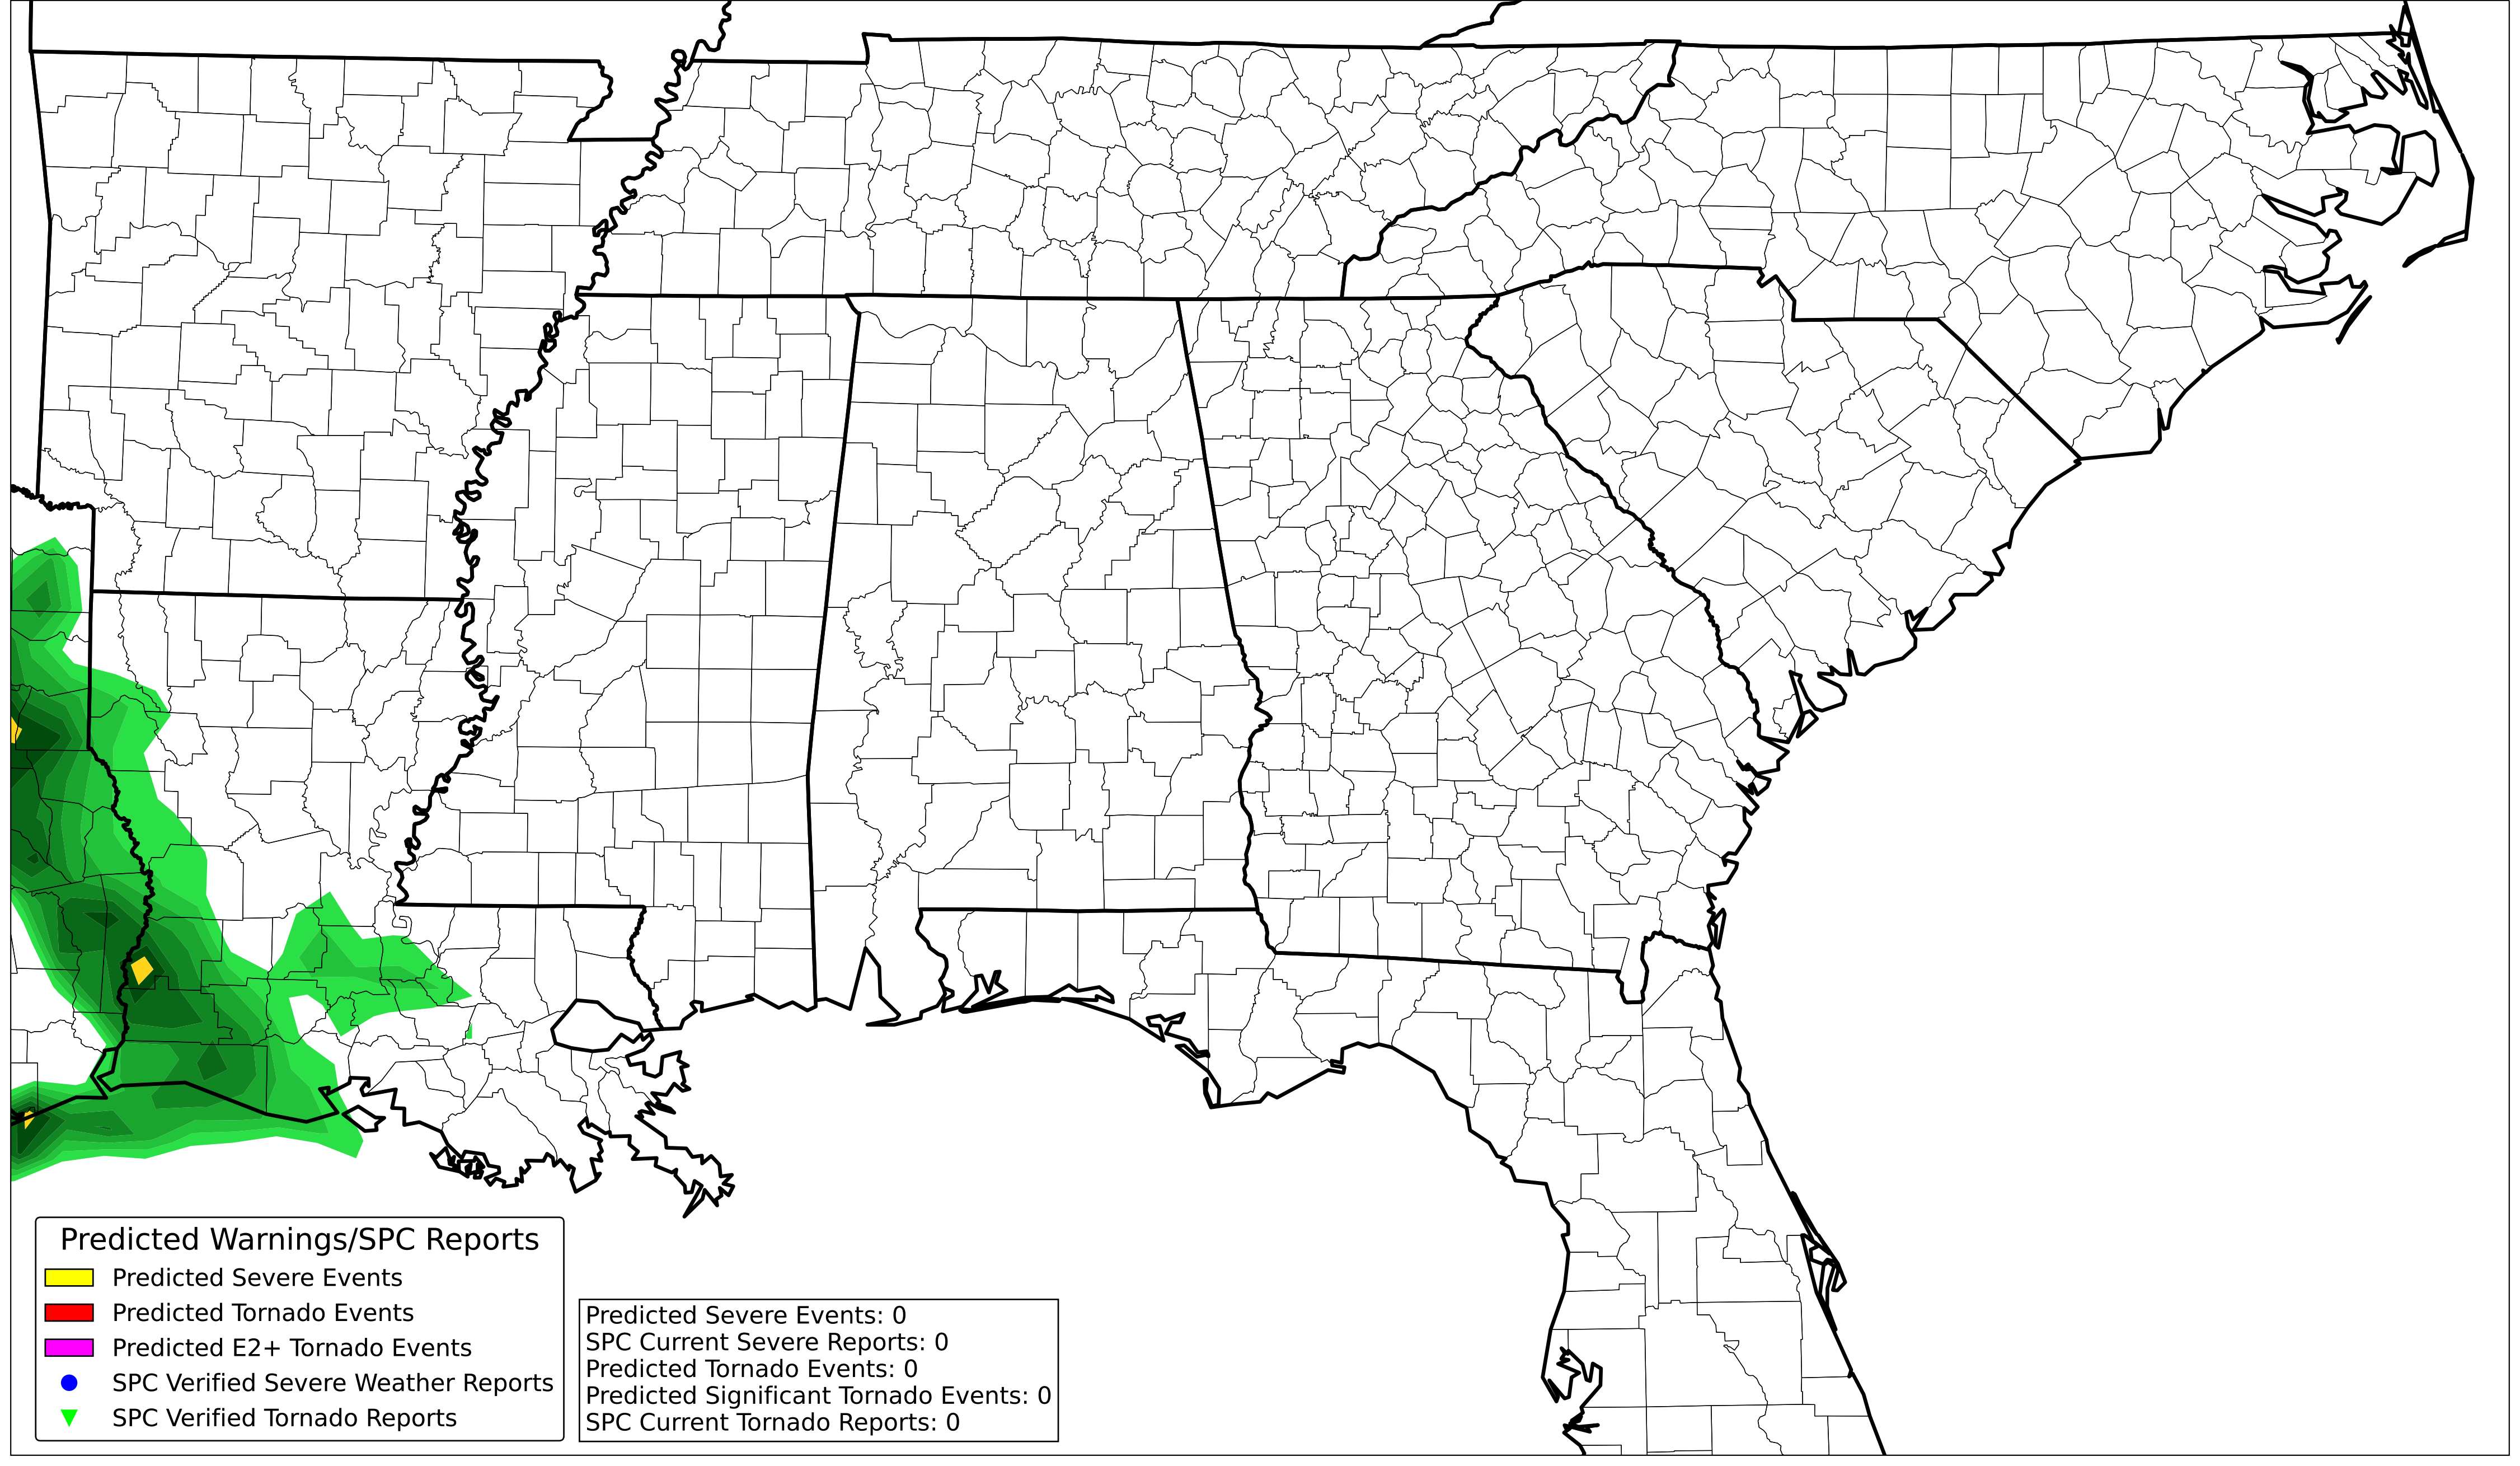 Predicted Warnings/SPC Reports
Predicted Severe Events
Predicted Tornado Events
Predicted E2+ Tornado Events
SPC Verified Severe Weather Reports
SPC Verified Tornado Reports
Predicted Severe Events: 0
SPC Current Severe Reports: 0
Predicted Tornado Events: 0
Predicted Significant Tornado Events: 0
SPC Current Tornado Reports: 0